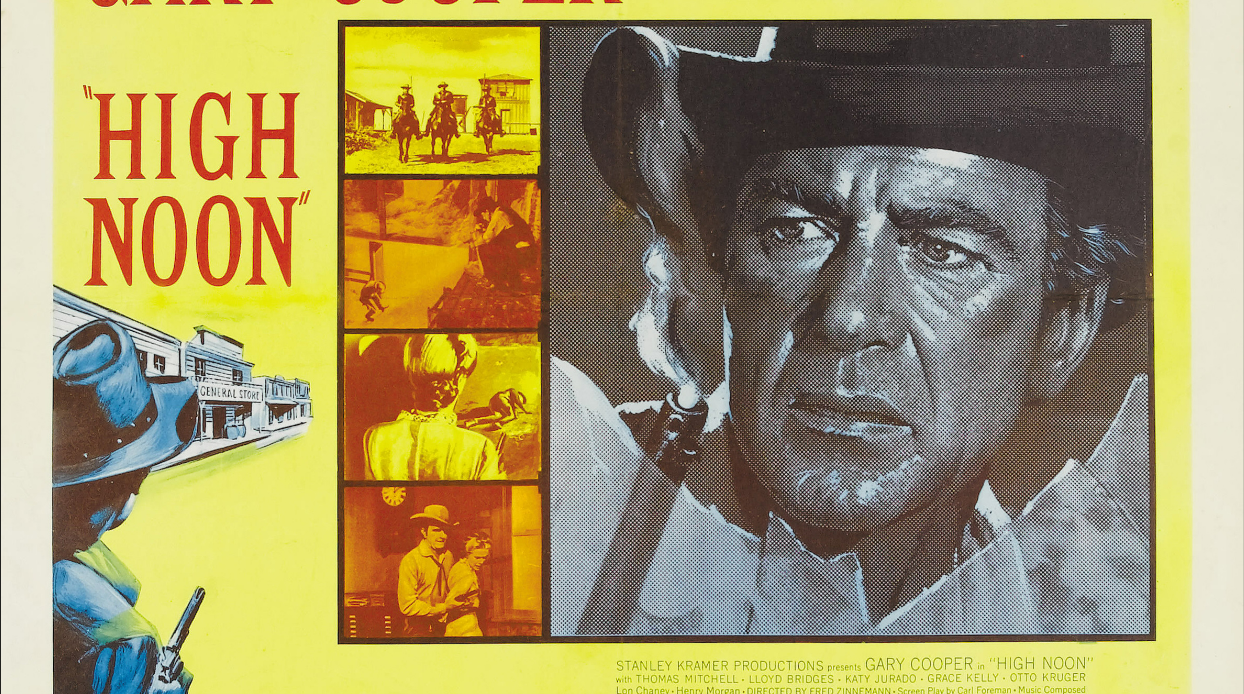 GARY COOPER
"HIGH
NOON"
GENERAL STORE
STANLEY KRAMER PRODUCTIONS presents GARY COOPER in "HIGH NOON"
with THOMAS MITCHELL · LLOYD BRIDGES · KATY JURADO · GRACE KELLY · OTTO KRUGER
Lon Chaney · Henry Morgan · DIRECTED BY FRED ZINNEMANN · Screen Play by Carl Foreman · Music Composed